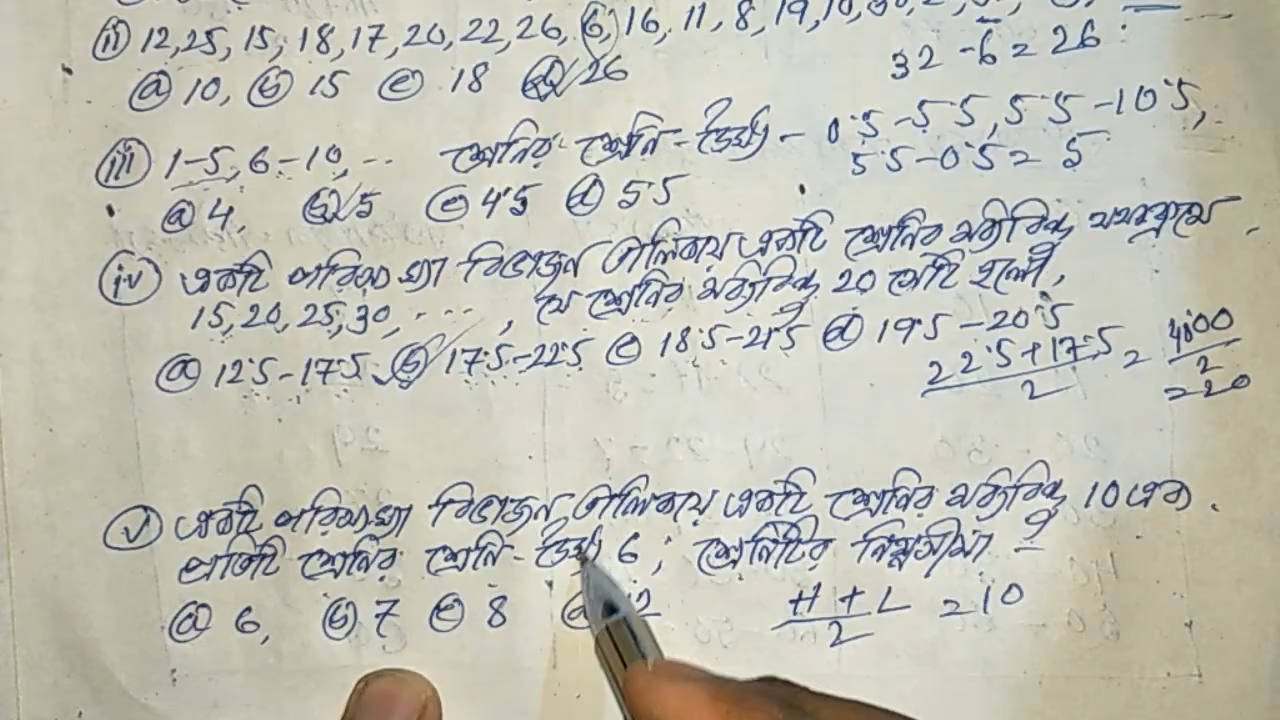 (ii) 12, 25, 15, 18, 17, 20, 22, 26, 6, 16, 11, 8, 19, 10, 30,
(a) 10, (b) 15 (c) 18 (d) 26
32 - 6 = 26
(iii) 1-5, 6-10, ... শ্রেনির শ্রেনি-দৈর্ঘ্য - 0.5 - 5.5, 5.5 - 10.5,
(a) 4, (b) 5 (c) 4.5 (d) 5.5
5.5 - 0.5 = 5
(iv) একটি পরিসংখ্যা বিভাজন তালিকায় একটি শ্রেনির মধ্যবিন্দু যথাক্রমে
15, 20, 25, 30, ...., যে শ্রেনির মধ্যবিন্দু 20 সেটি হলো,
(a) 12.5-17.5 (b) 17.5-22.5 (c) 18.5-21.5 (d) 19.5-20.5
22.5+17.5/2 = 40.00/2
= 20
(v) একটি পরিসংখ্যা বিভাজন তালিকায় একটি শ্রেনির মধ্যবিন্দু 10 এবং
প্রতিটি শ্রেনির শ্রেনি-দৈর্ঘ্য 6; শ্রেনিটির নিম্নসীমা - ?
(a) 6, (b) 7 (c) 8
H + L/2 = 10